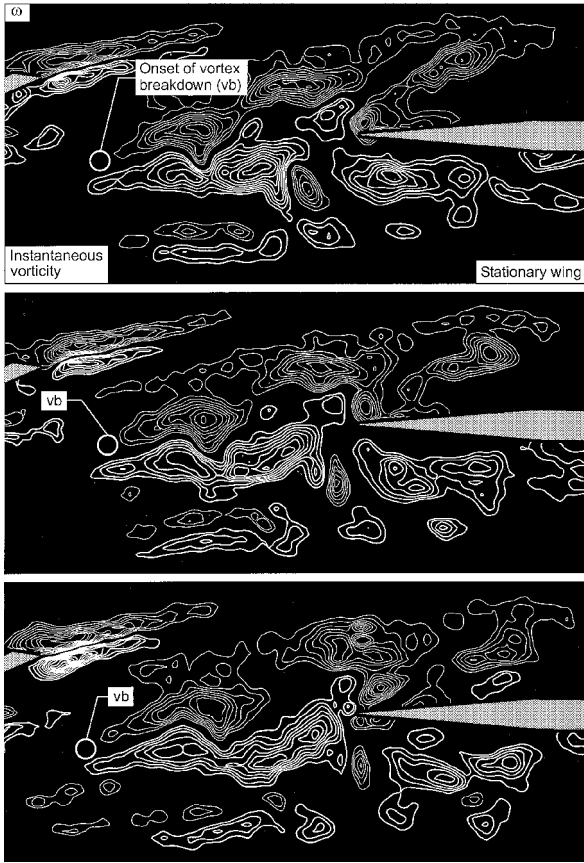 ω
Onset of vortex
breakdown (vb)
Instantaneous
vorticity
Stationary wing
vb
vb